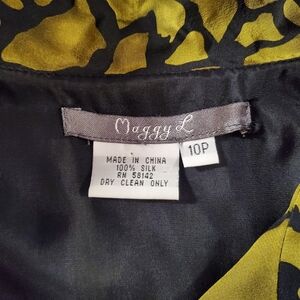 Maggy L
10P
MADE IN CHINA
100% SILK
RN 58142
DRY CLEAN ONLY